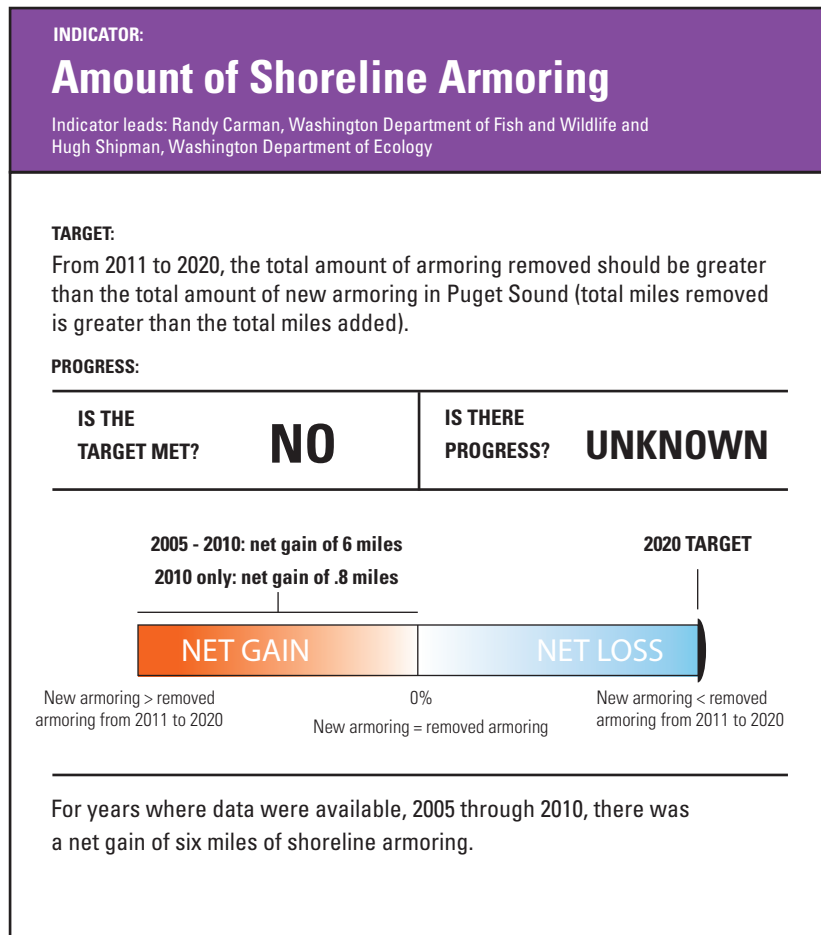 INDICATOR:
Amount of Shoreline Armoring
Indicator leads: Randy Carman, Washington Department of Fish and Wildlife and
Hugh Shipman, Washington Department of Ecology
TARGET:
From 2011 to 2020, the total amount of armoring removed should be greater
than the total amount of new armoring in Puget Sound (total miles removed
is greater than the total miles added).
PROGRESS:
IS THE
TARGET MET?
NO
IS THERE
PROGRESS?
UNKNOWN
2005 - 2010: net gain of 6 miles
2010 only: net gain of .8 miles
2020 TARGET
NET GAIN
NET LOSS
New armoring > removed
armoring from 2011 to 2020
0%
New armoring = removed armoring
New armoring < removed
armoring from 2011 to 2020
For years where data were available, 2005 through 2010, there was
a net gain of six miles of shoreline armoring.